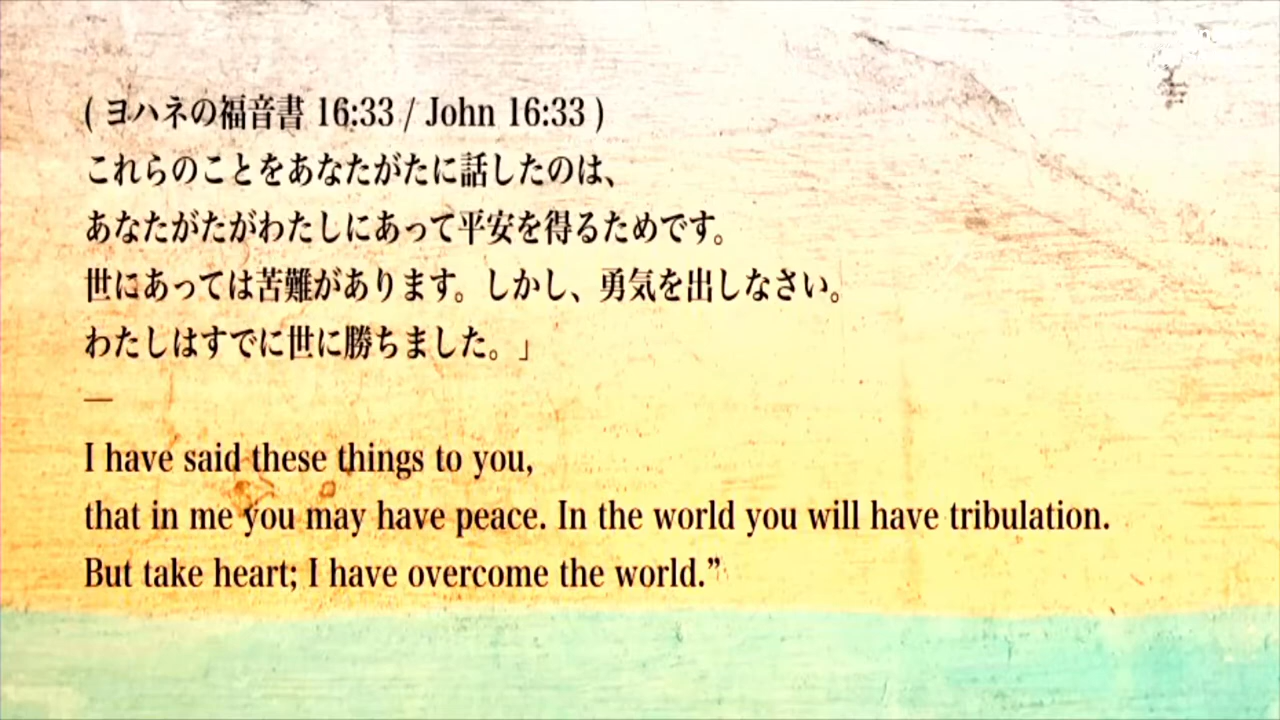 ( ヨハネの福音書 16:33 / John 16:33 )
これらのことをあなたがたに話したのは、
あなたがたがわたしにあって平安を得るためです。
世にあっては苦難があります。しかし、勇気を出しなさい。
わたしはすでに世に勝ちました。」
—
I have said these things to you,
that in me you may have peace. In the world you will have tribulation.
But take heart; I have overcome the world.”